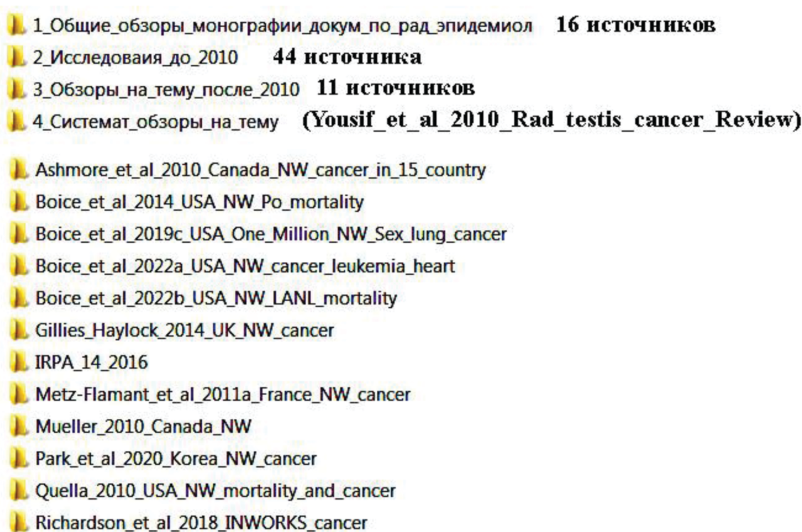 1_Общие_обзоры_монографии_докум_по_рад_эпидемиол 16 источников
2_Исследоваия_до_2010 44 источника
3_Обзоры_на_тему_после_2010 11 источников
4_Системат_обзоры_на_тему (Yousif_et_al_2010_Rad_testis_cancer_Review)
Ashmore_et_al_2010_Canada_NW_cancer_in_15_country
Boice_et_al_2014_USA_NW_Po_mortality
Boice_et_al_2019c_USA_One_Million_NW_Sex_lung_cancer
Boice_et_al_2022a_USA_NW_cancer_leukemia_heart
Boice_et_al_2022b_USA_NW_LANL_mortality
Gillies_Haylock_2014_UK_NW_cancer
IRPA_14_2016
Metz-Flamant_et_al_2011a_France_NW_cancer
Mueller_2010_Canada_NW
Park_et_al_2020_Korea_NW_cancer
Quella_2010_USA_NW_mortality_and_cancer
Richardson_et_al_2018_INWORKS_cancer